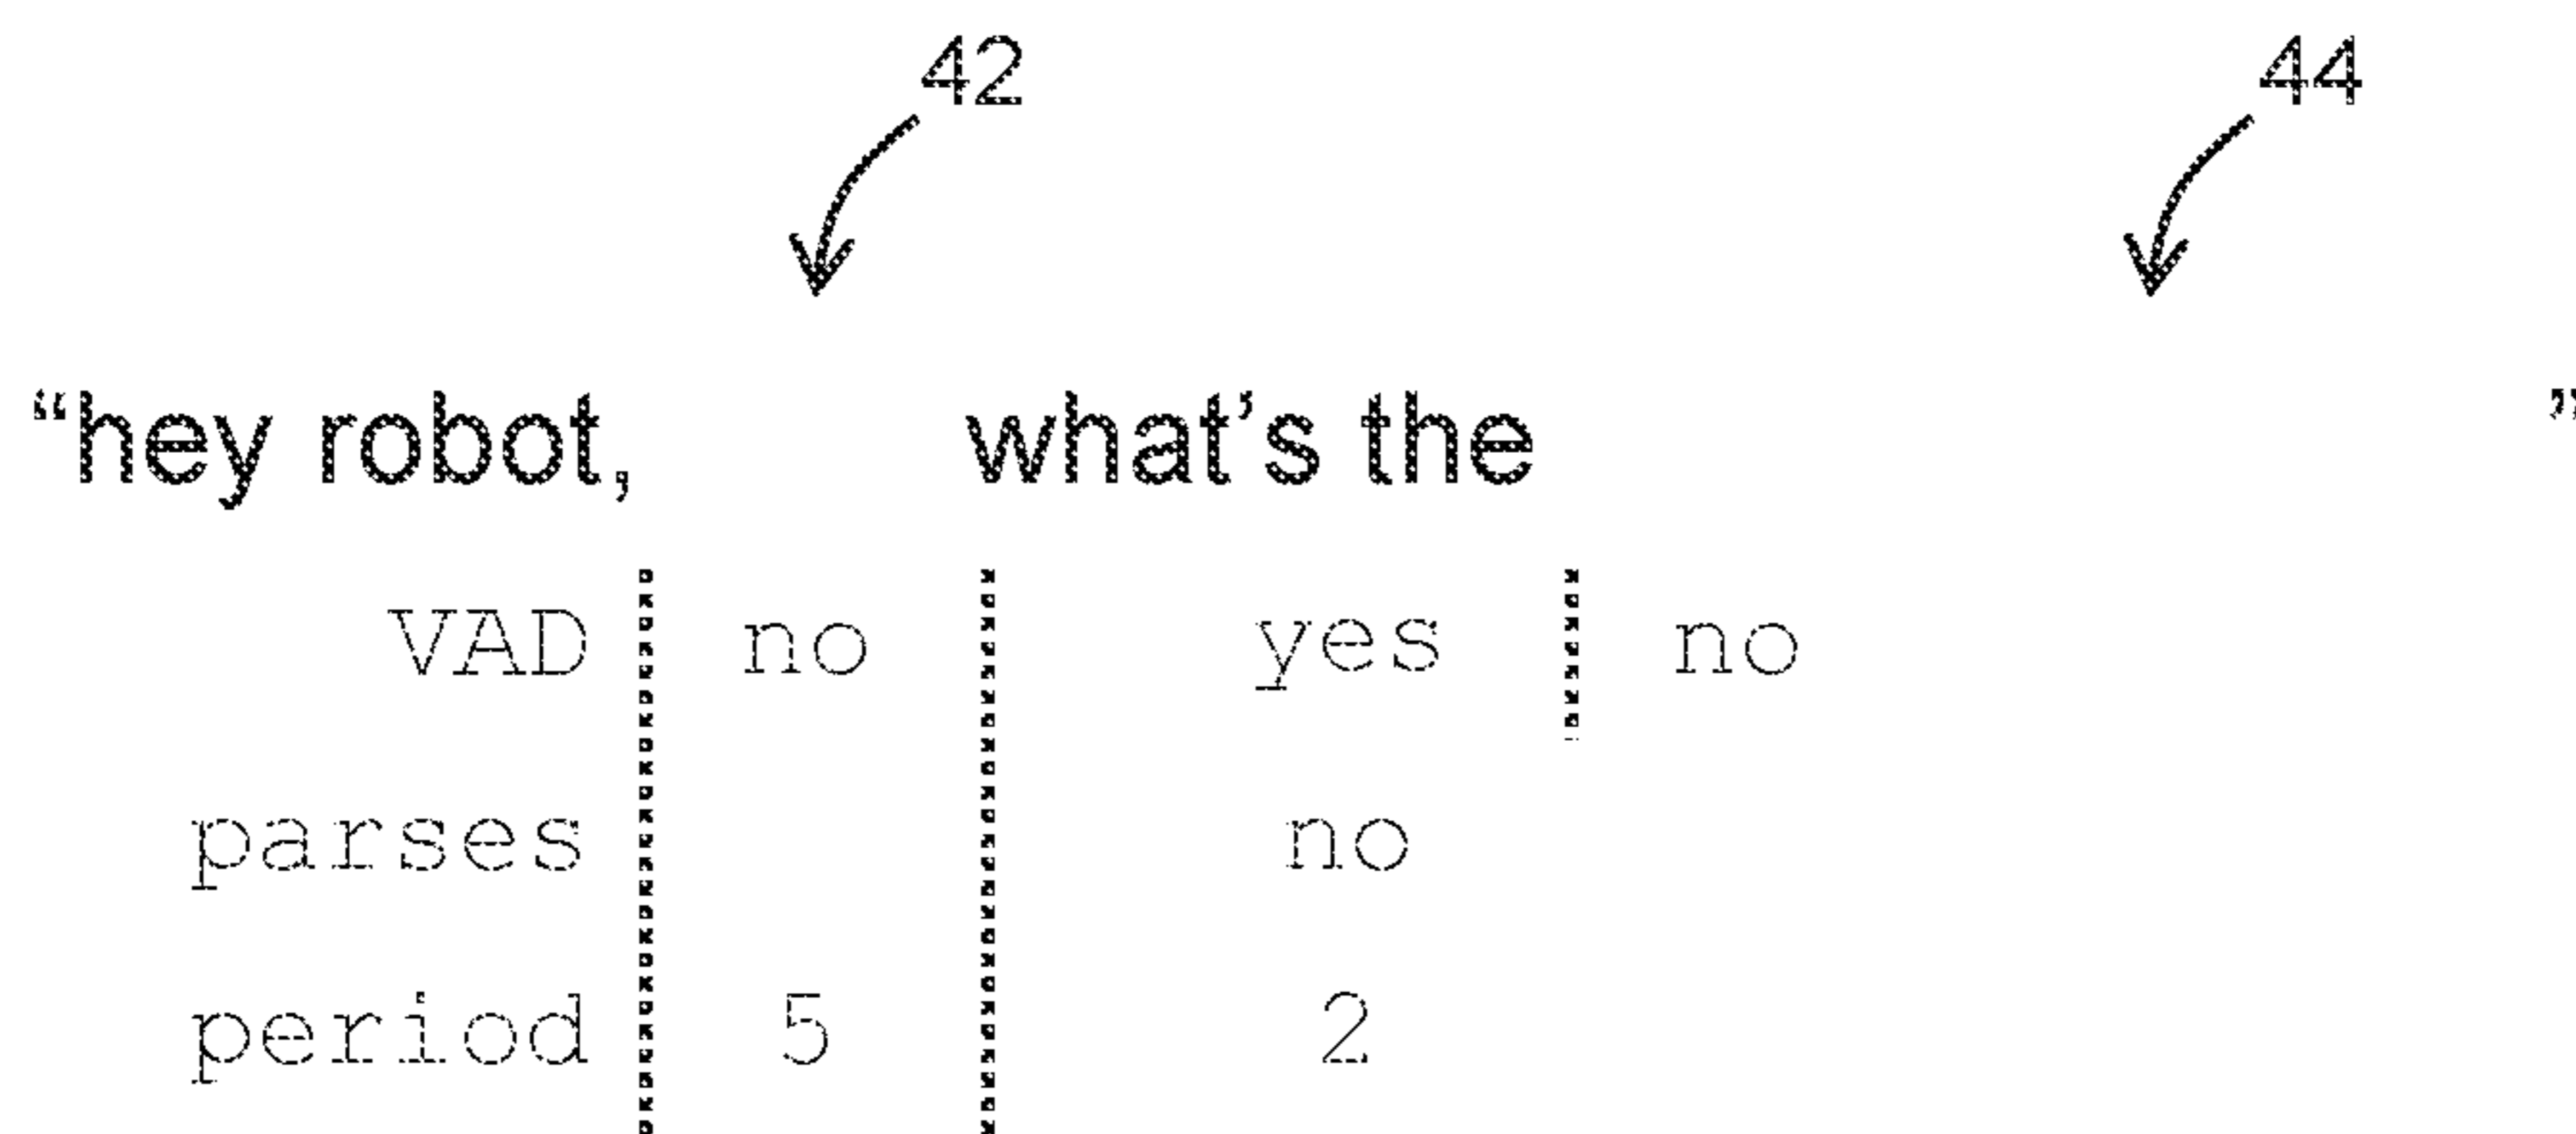 42 44
“hey robot, what’s the ”
VAD no yes no
parses no
period 5 2